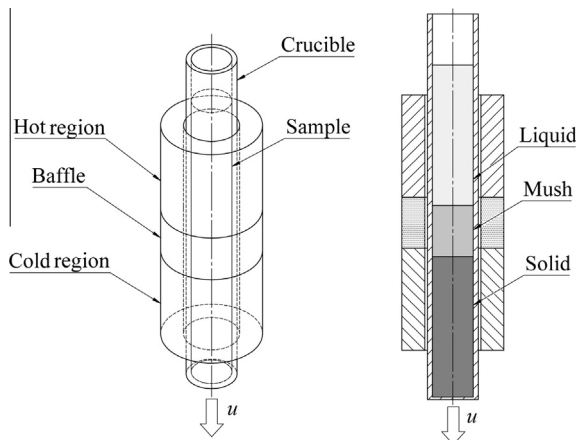 Crucible
Hot region
Sample
Baffle
Cold region
u
Liquid
Mush
Solid
u